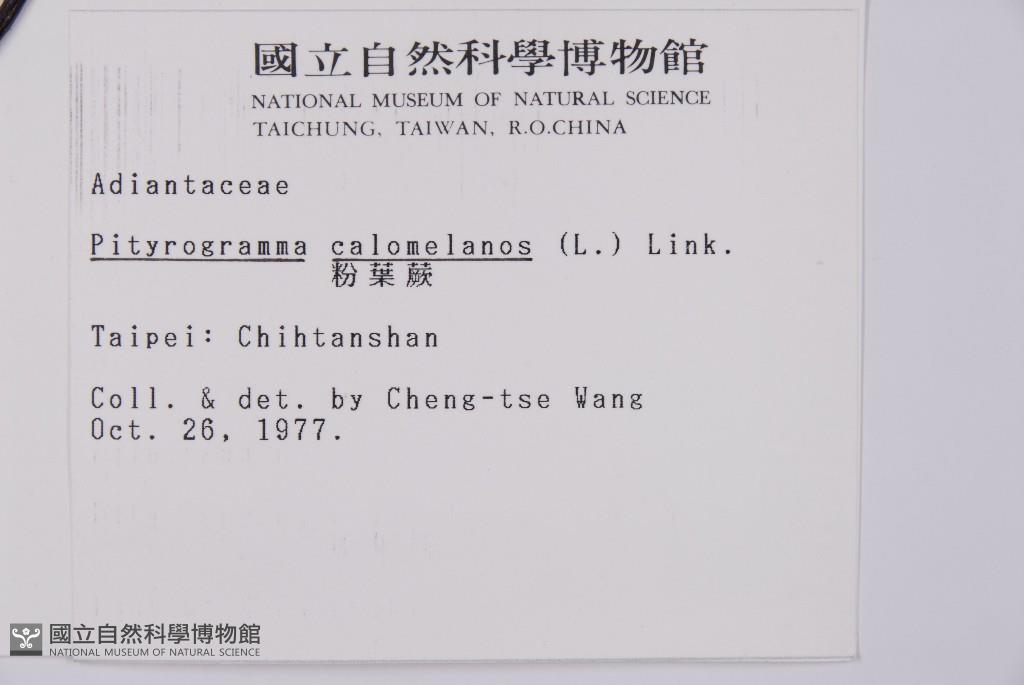 國立自然科學博物館
NATIONAL MUSEUM OF NATURAL SCIENCE
TAICHUNG, TAIWAN, R.O.CHINA
Adiantaceae
Pityrogramma calomelanos (L.) Link.
粉葉蕨
Taipei: Chihtanshan
Coll. & det. by Cheng-tse Wang
Oct. 26, 1977.
國立自然科學博物館
NATIONAL MUSEUM OF NATURAL SCIENCE